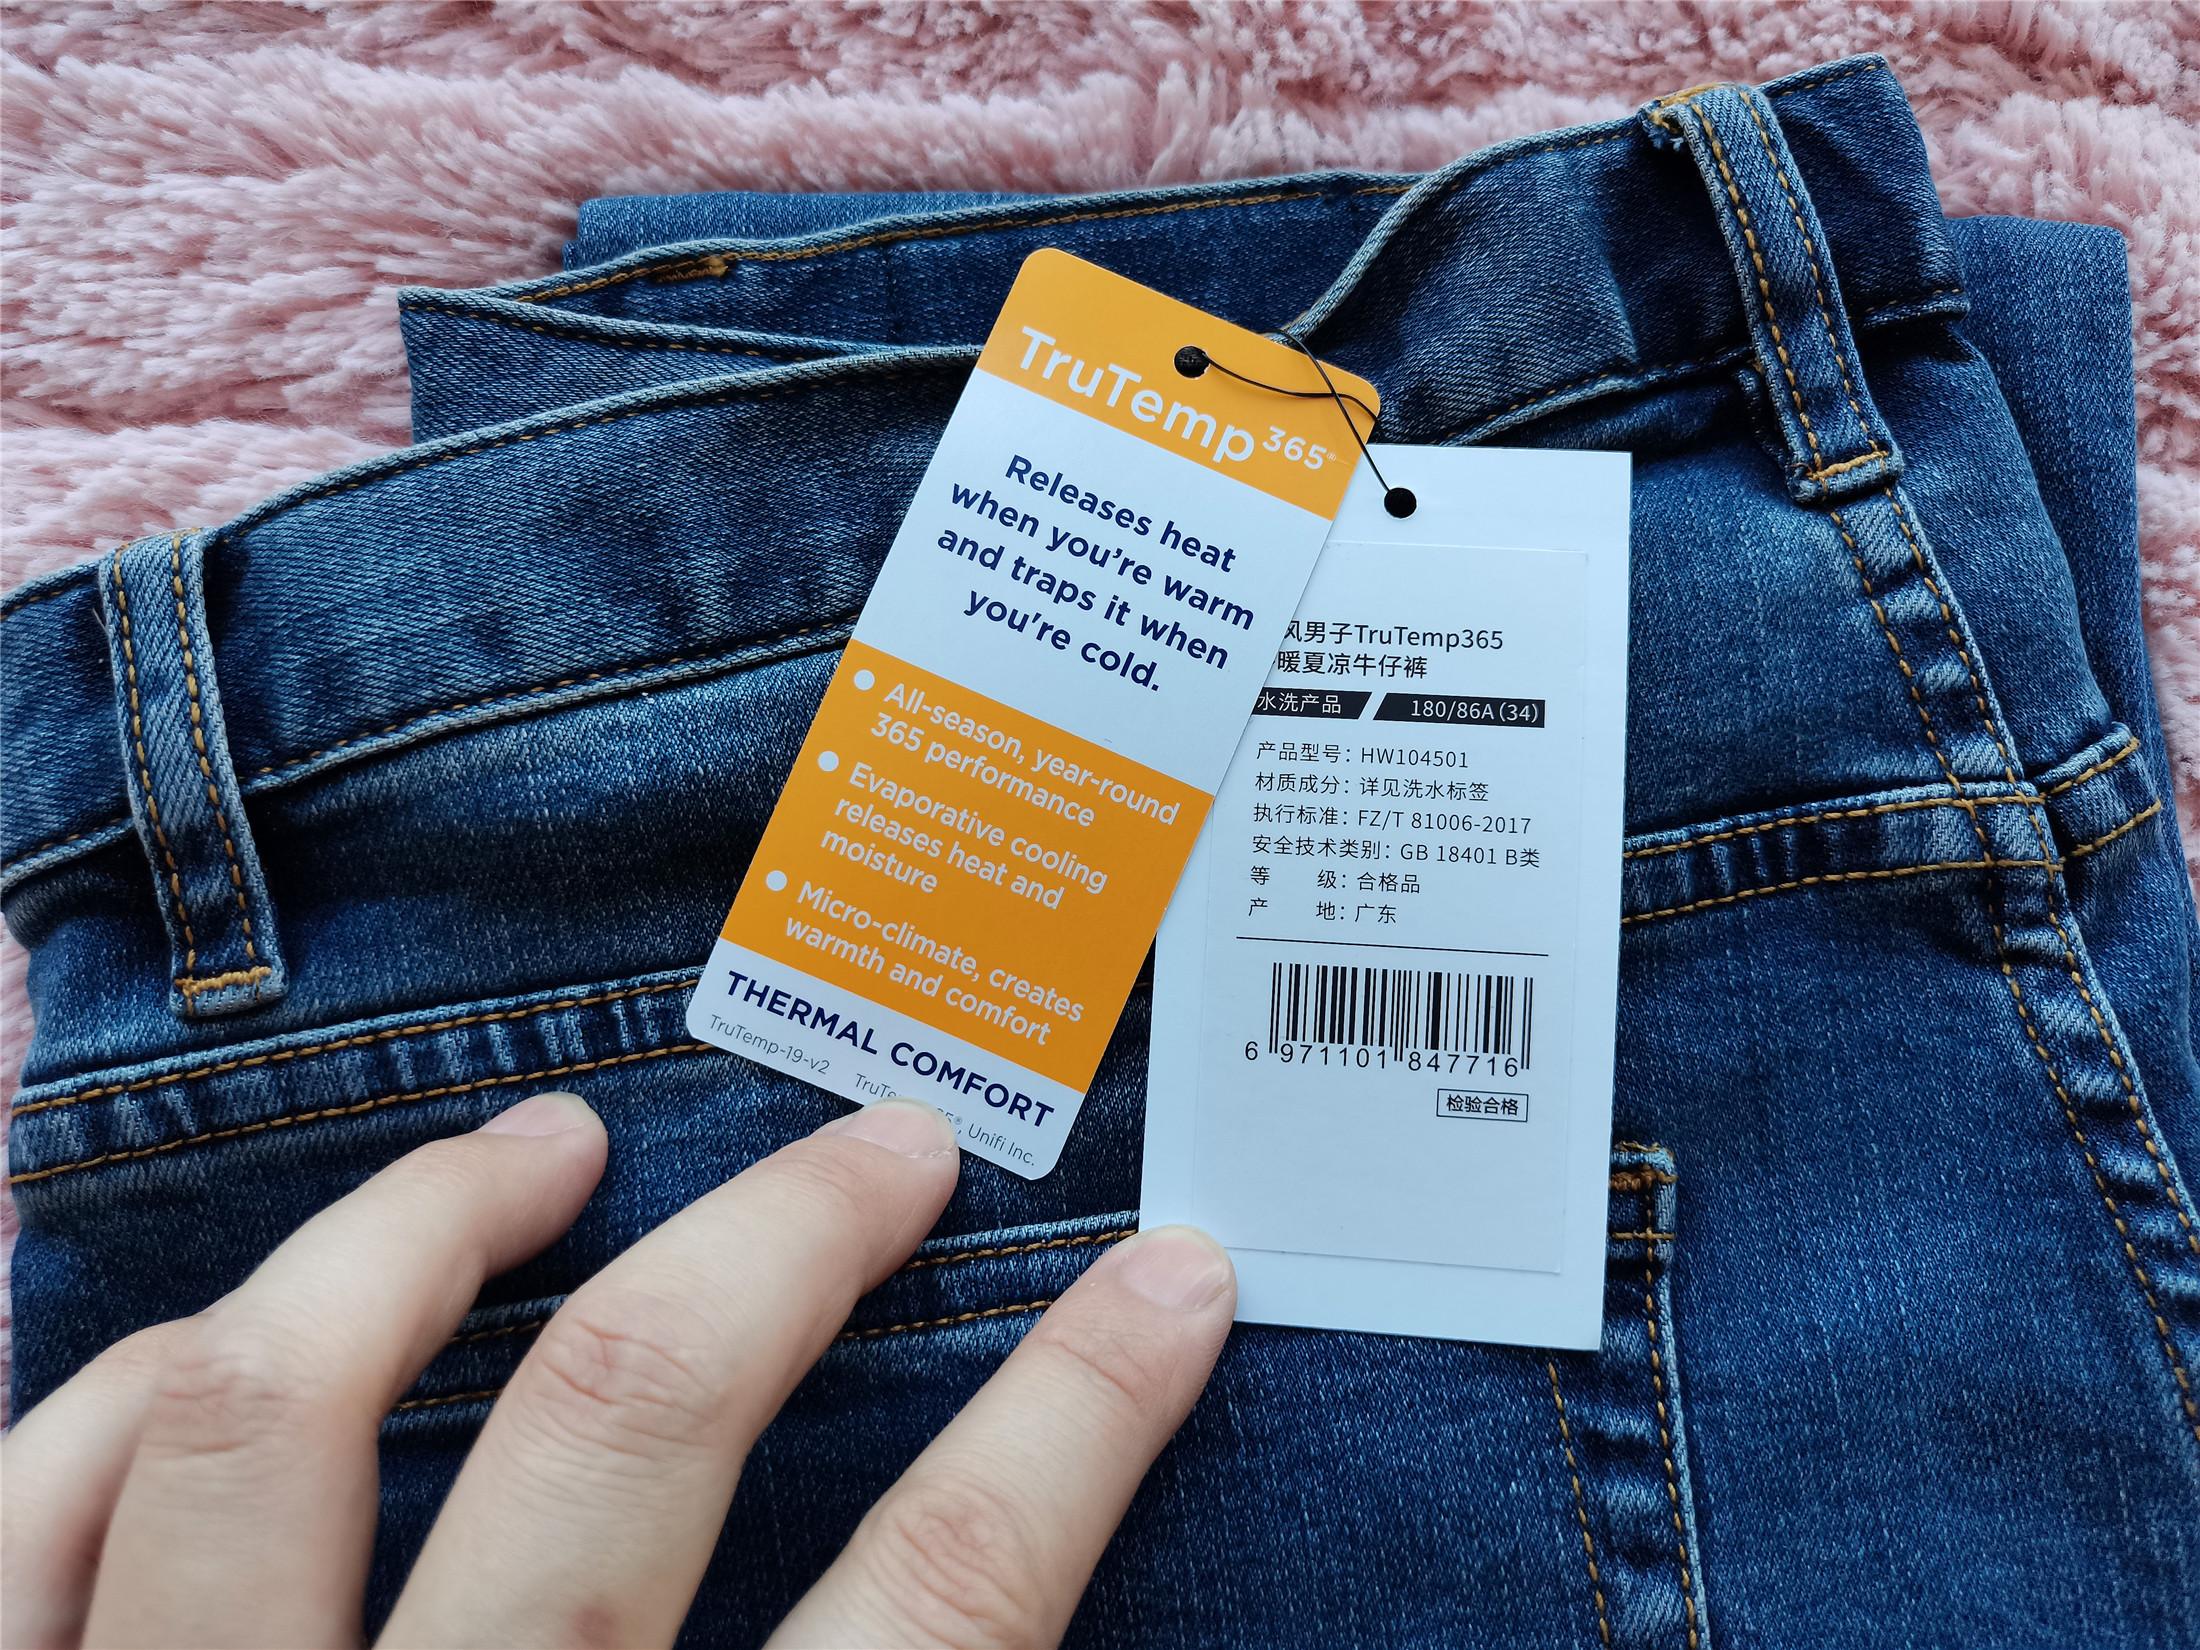 TruTemp365®
Releases heat
when you're warm
and traps it when
you're cold.
All-season, year-round
365 performance
Evaporative cooling
releases heat and
moisture
Micro-climate, creates
warmth and comfort
THERMAL COMFORT
TruTemp-19-v2 Unifi Inc.
风男子TruTemp365
暖夏凉牛仔裤
水洗产品 180/86A(34)
产品型号: HW104501
材质成分: 详见洗水标签
执行标准: FZ/T 81006-2017
安全技术类别: GB 18401 B类
等 级: 合格品
产 地: 广东
6 971101 847716
检验合格